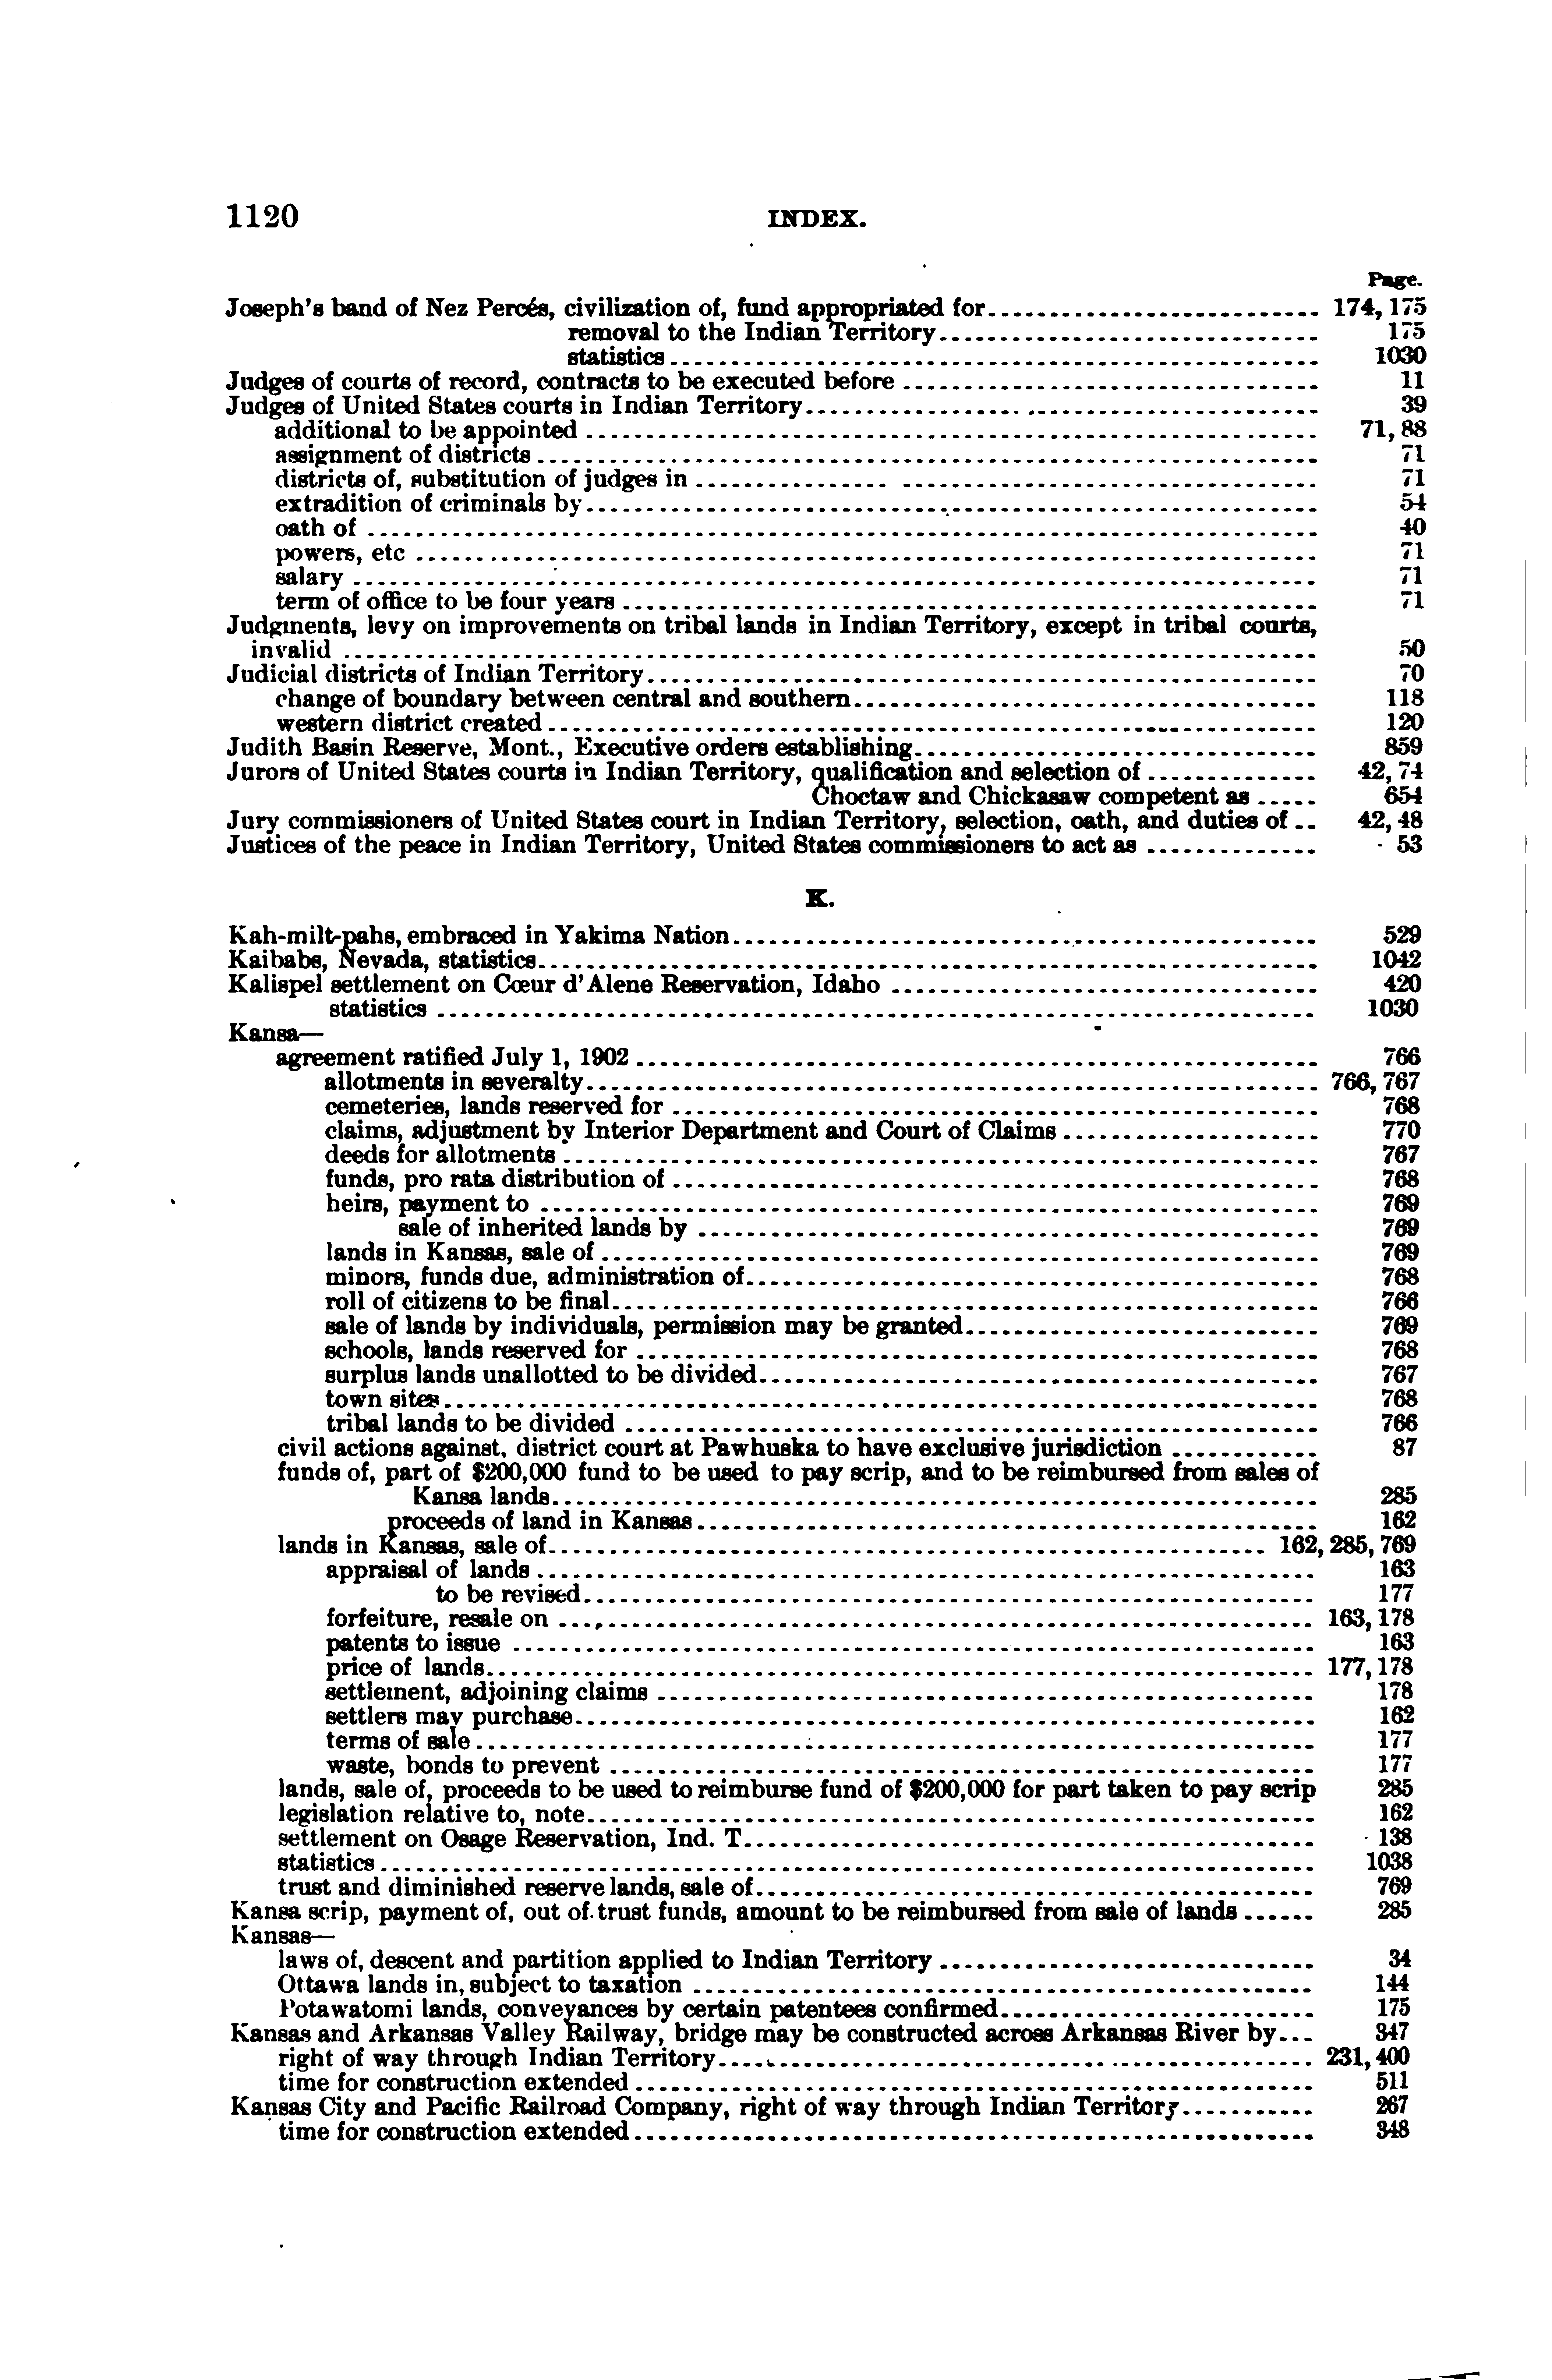 1120 INDEX.
Page.
Joseph's band of Nez Percés, civilization of, fund appropriated for 174, 175
removal to the Indian Territory 175
statistics 1030
Judges of courts of record, contracts to be executed before 11
Judges of United States courts in Indian Territory 39
additional to be appointed 71, 88
assignment of districts 71
districts of, substitution of judges in 71
extradition of criminals by 54
oath of 40
powers, etc 71
salary 71
term of office to be four years 71
Judgments, levy on improvements on tribal lands in Indian Territory, except in tribal courts,
invalid 50
Judicial districts of Indian Territory 70
change of boundary between central and southern 118
western district created 120
Judith Basin Reserve, Mont., Executive orders establishing 859
Jurors of United States courts in Indian Territory, qualification and selection of 42, 74
Choctaw and Chickasaw competent as 654
Jury commissioners of United States court in Indian Territory, selection, oath, and duties of 42, 48
Justices of the peace in Indian Territory, United States commissioners to act as 53
K.
Kah-milt-pahs, embraced in Yakima Nation 529
Kaibabs, Nevada, statistics 1042
Kalispel settlement on Cœur d'Alene Reservation, Idaho 420
statistics 1030
Kansa—
agreement ratified July 1, 1902 766
allotments in severalty 766, 767
cemeteries, lands reserved for 768
claims, adjustment by Interior Department and Court of Claims 770
deeds for allotments 767
funds, pro rata distribution of 768
heirs, payment to 769
sale of inherited lands by 769
lands in Kansas, sale of 769
minors, funds due, administration of 768
roll of citizens to be final 766
sale of lands by individuals, permission may be granted 769
schools, lands reserved for 768
surplus lands unallotted to be divided 767
town sites 768
tribal lands to be divided 766
civil actions against, district court at Pawhuska to have exclusive jurisdiction 87
funds of, part of $200,000 fund to be used to pay scrip, and to be reimbursed from sales of
Kansa lands 285
proceeds of land in Kansas 162
lands in Kansas, sale of 162, 285, 769
appraisal of lands 163
to be revised 177
forfeiture, resale on 163, 178
patents to issue 163
price of lands 177, 178
settlement, adjoining claims 178
settlers may purchase 162
terms of sale 177
waste, bonds to prevent 177
lands, sale of, proceeds to be used to reimburse fund of $200,000 for part taken to pay scrip 285
legislation relative to, note 162
settlement on Osage Reservation, Ind. T 138
statistics 1038
trust and diminished reserve lands, sale of 769
Kansa scrip, payment of, out of trust funds, amount to be reimbursed from sale of lands 285
Kansas—
laws of, descent and partition applied to Indian Territory 34
Ottawa lands in, subject to taxation 144
Potawatomi lands, conveyances by certain patentees confirmed 175
Kansas and Arkansas Valley Railway, bridge may be constructed across Arkansas River by 347
right of way through Indian Territory 231, 400
time for construction extended 511
Kansas City and Pacific Railroad Company, right of way through Indian Territory 267
time for construction extended 348